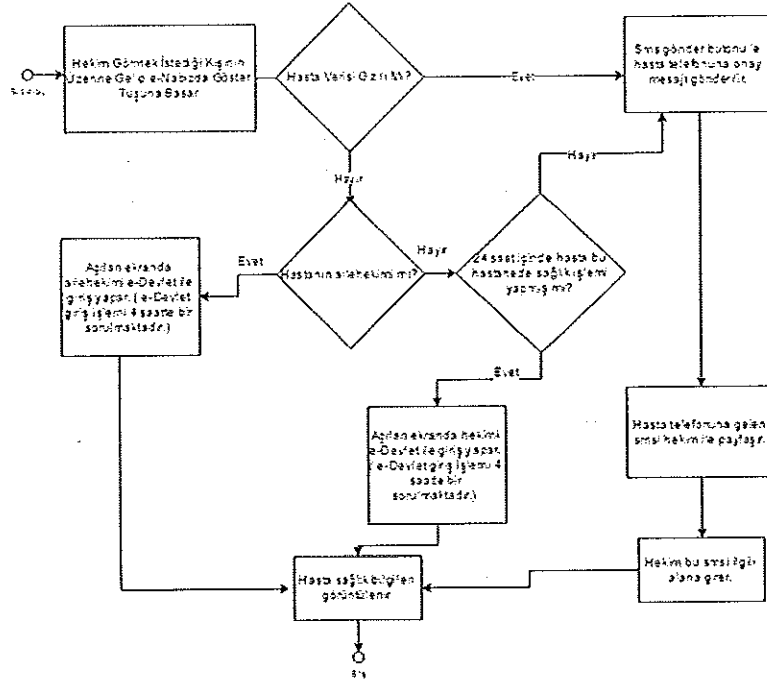 Hekim Görmek İstediği Kişinin
Üzerine Gelip e-Nabızda Göster
Tuşuna Basar
Hasta Verisi Gizli Mi?
Evet
Sms gönder butonu ile
hasta telefonuna onay
mesajı gönderilir.
Hayır
Hayır
Hastanın aile hekimi mi?
Evet
Hayır
24 saat içinde hasta bu
hastanede sağlık işlemi
yapmış mı?
Açılan ekranda
aile hekimi e-Devlet ile
giriş yapar. ( e-Devlet
giriş işlemi 4 saatte bir
sorulmaktadır.)
Evet
Açılan ekranda hekimi
e-Devlet ile giriş yapar.
( e-Devlet giriş işlemi 4
saatte bir
sorulmaktadır.)
Hasta telefonuna gelen
smsi hekim ile paylaşır.
Hekim bu smsi ilgili
alana girer.
Hasta sağlık bilgileri
görüntülenir